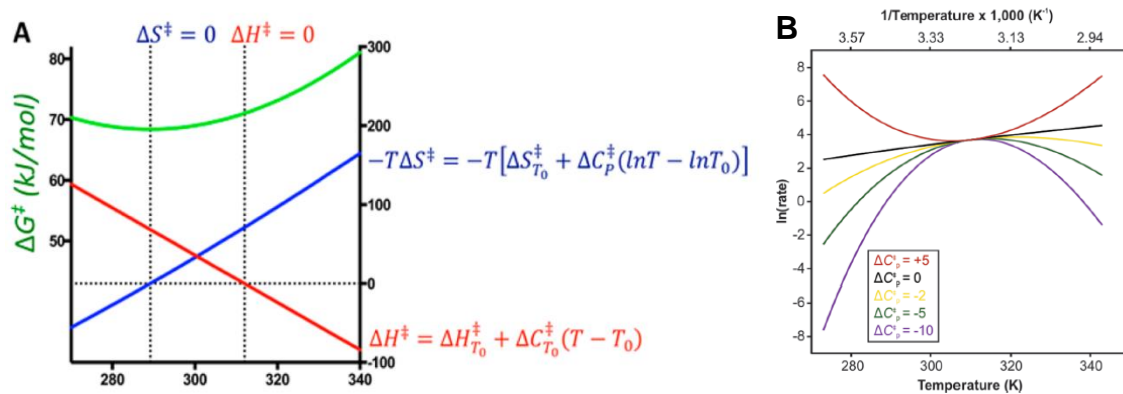 A
ΔS‡ = 0
ΔH‡ = 0
80
70
60
50
ΔG‡ (kJ/mol)
300
200
100
0
-100
280
300
320
340
−TΔS‡ = −T[ΔS‡T₀ + ΔC‡P(lnT − lnT₀)]
ΔH‡ = ΔH‡T₀ + ΔC‡T₀(T − T₀)
B
1/Temperature x 1,000 (K⁻¹)
3.57
3.33
3.13
2.94
8
6
4
2
0
-2
-4
-6
-8
ln(rate)
ΔC‡p = +5
ΔC‡p = 0
ΔC‡p = -2
ΔC‡p = -5
ΔC‡p = -10
280
300
320
340
Temperature (K)